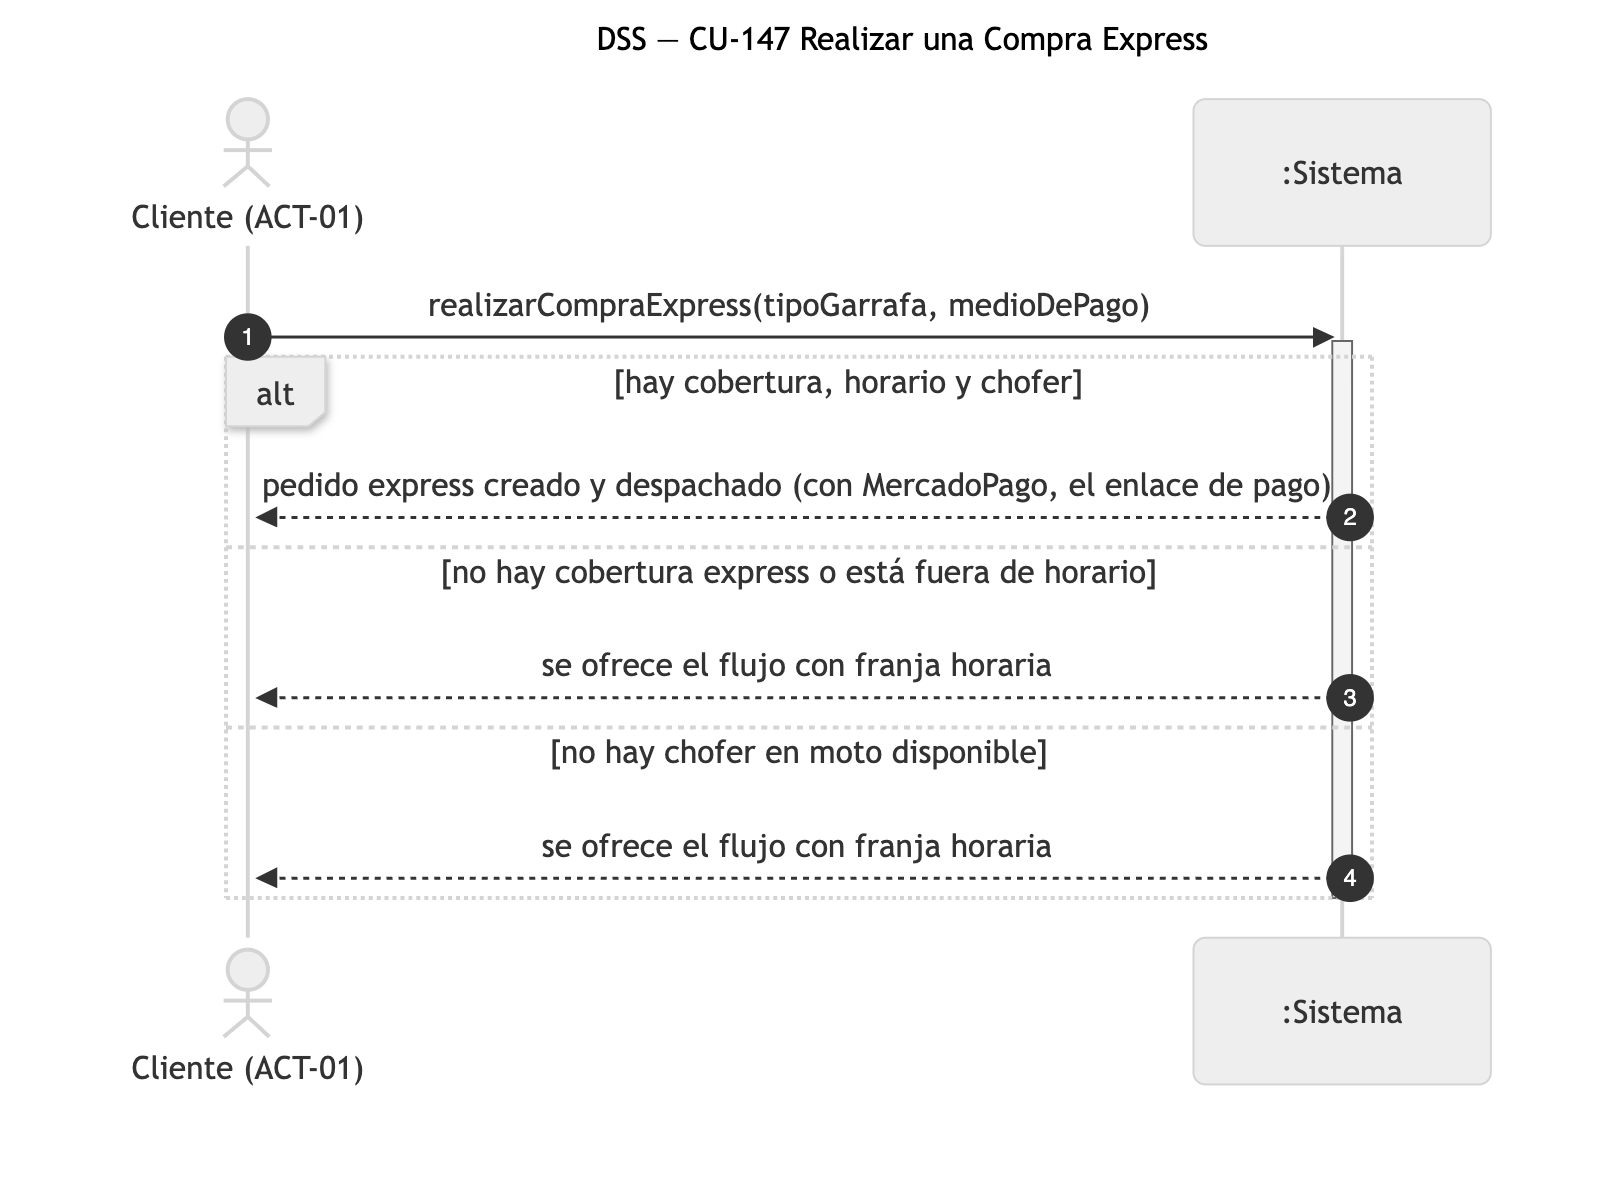 DSS — CU-147 Realizar una Compra Express
Cliente (ACT-01)
:Sistema
realizarCompraExpress(tipoGarrafa, medioDePago)
1
alt
[hay cobertura, horario y chofer]
pedido express creado y despachado (con MercadoPago, el enlace de pago)
2
[no hay cobertura express o está fuera de horario]
se ofrece el flujo con franja horaria
3
[no hay chofer en moto disponible]
se ofrece el flujo con franja horaria
4
Cliente (ACT-01)
:Sistema